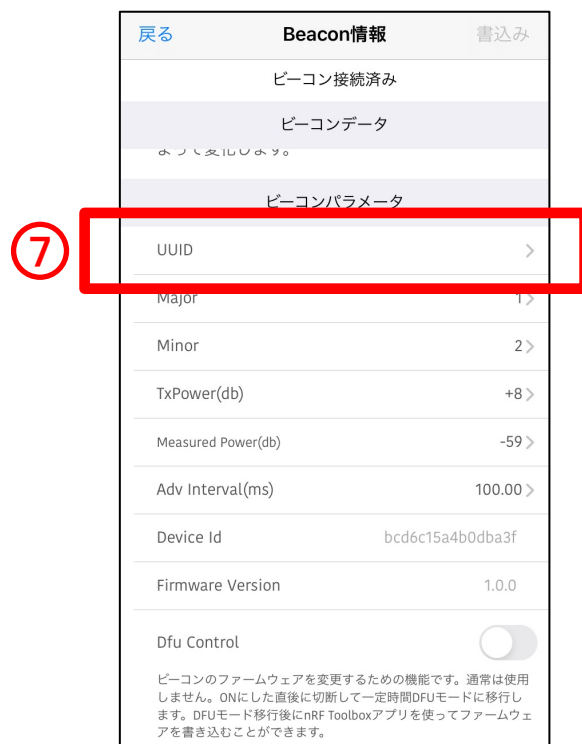 戻る Beacon情報 書込み
ビーコン接続済み
ビーコンデータ
よって変化します。
ビーコンパラメータ
⑦
UUID
Major 1
Minor 2
TxPower(db) +8
Measured Power(db) -59
Adv Interval(ms) 100.00
Device Id bcd6c15a4b0dba3f
Firmware Version 1.0.0
Dfu Control
ビーコンのファームウェアを変更するための機能です。通常は使用
しません。ONにした直後に切断して一定時間DFUモードに移行し
ます。DFUモード移行後にnRF Toolboxアプリを使ってファームウェ
アを書き込むことができます。